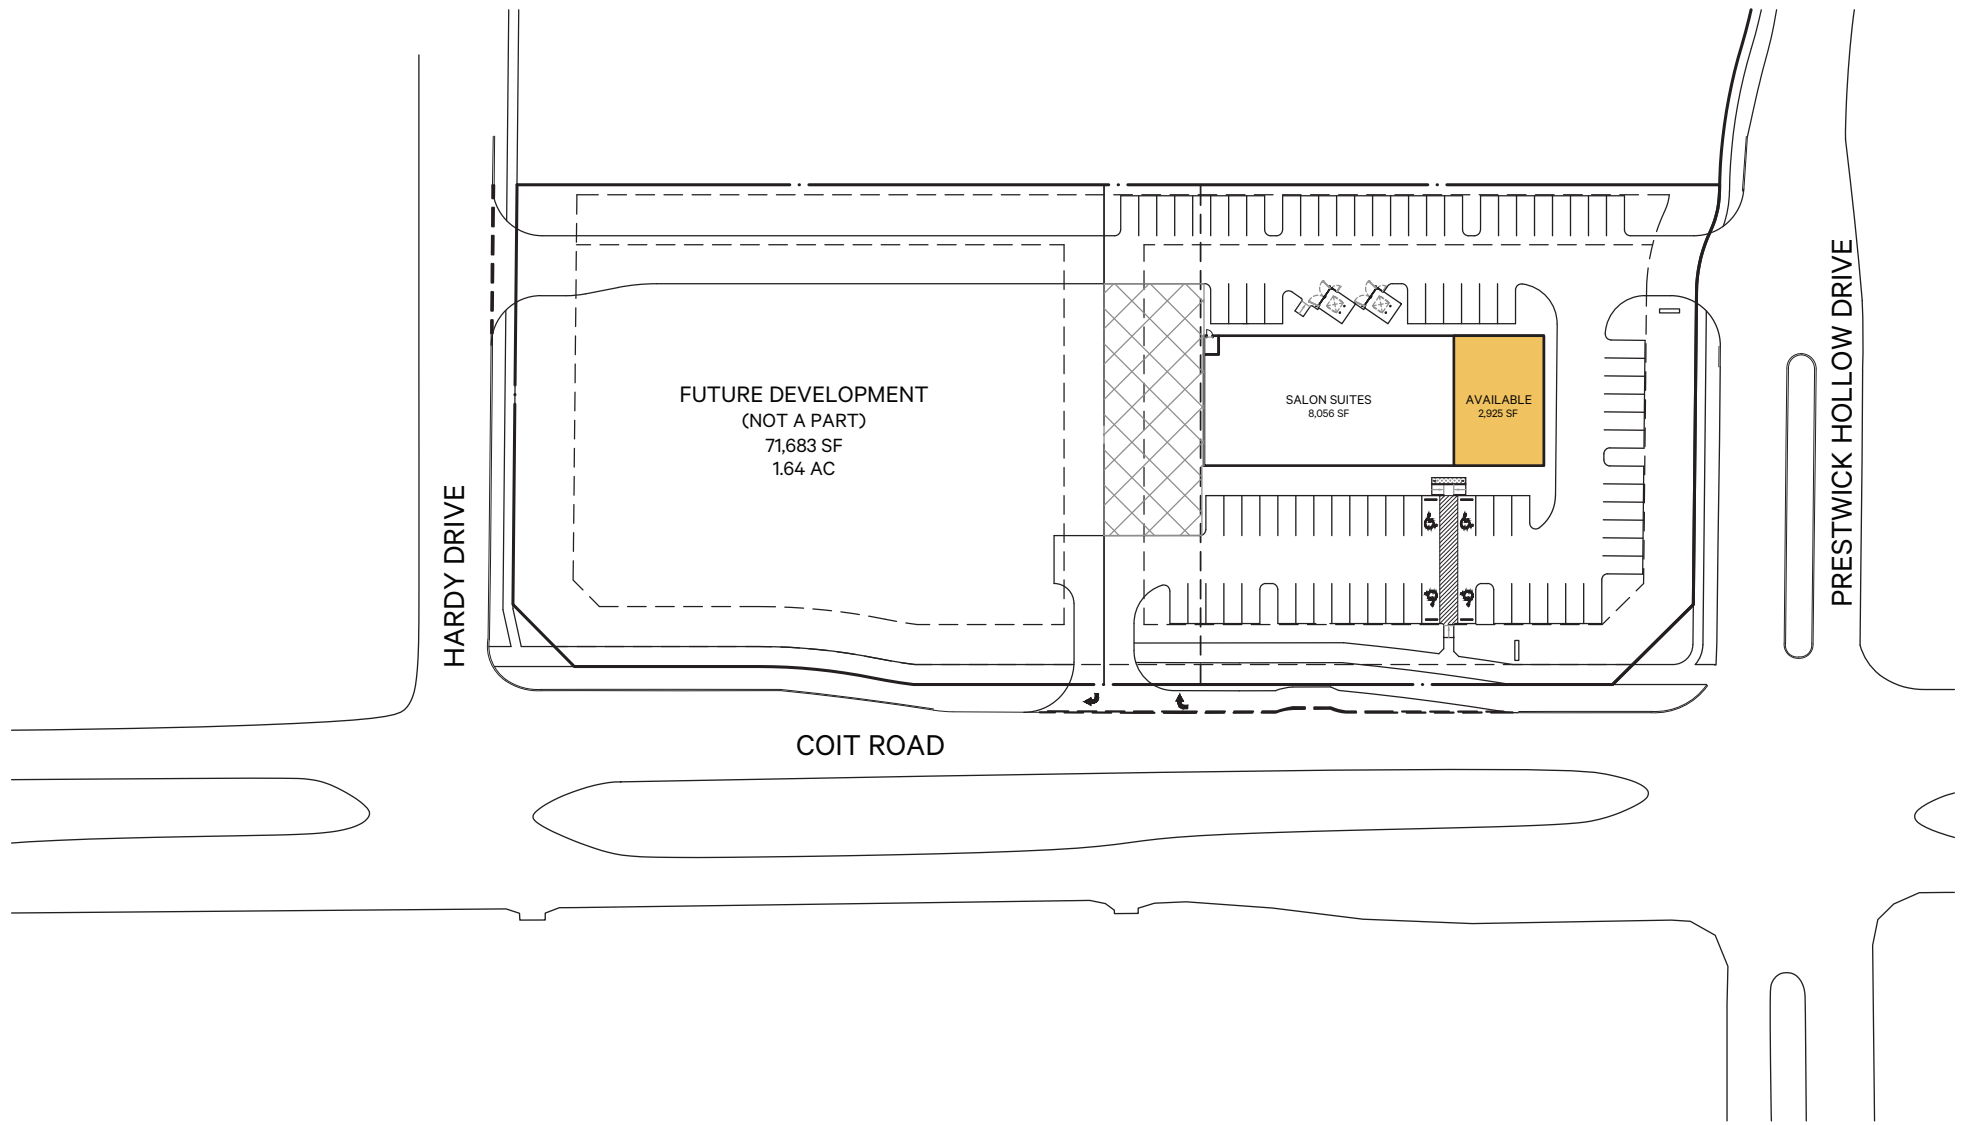 FUTURE DEVELOPMENT
(NOT A PART)
71,683 SF
1.64 AC
SALON SUITES
8,056 SF
AVAILABLE
2,925 SF
HARDY DRIVE
PRESTWICK HOLLOW DRIVE
COIT ROAD